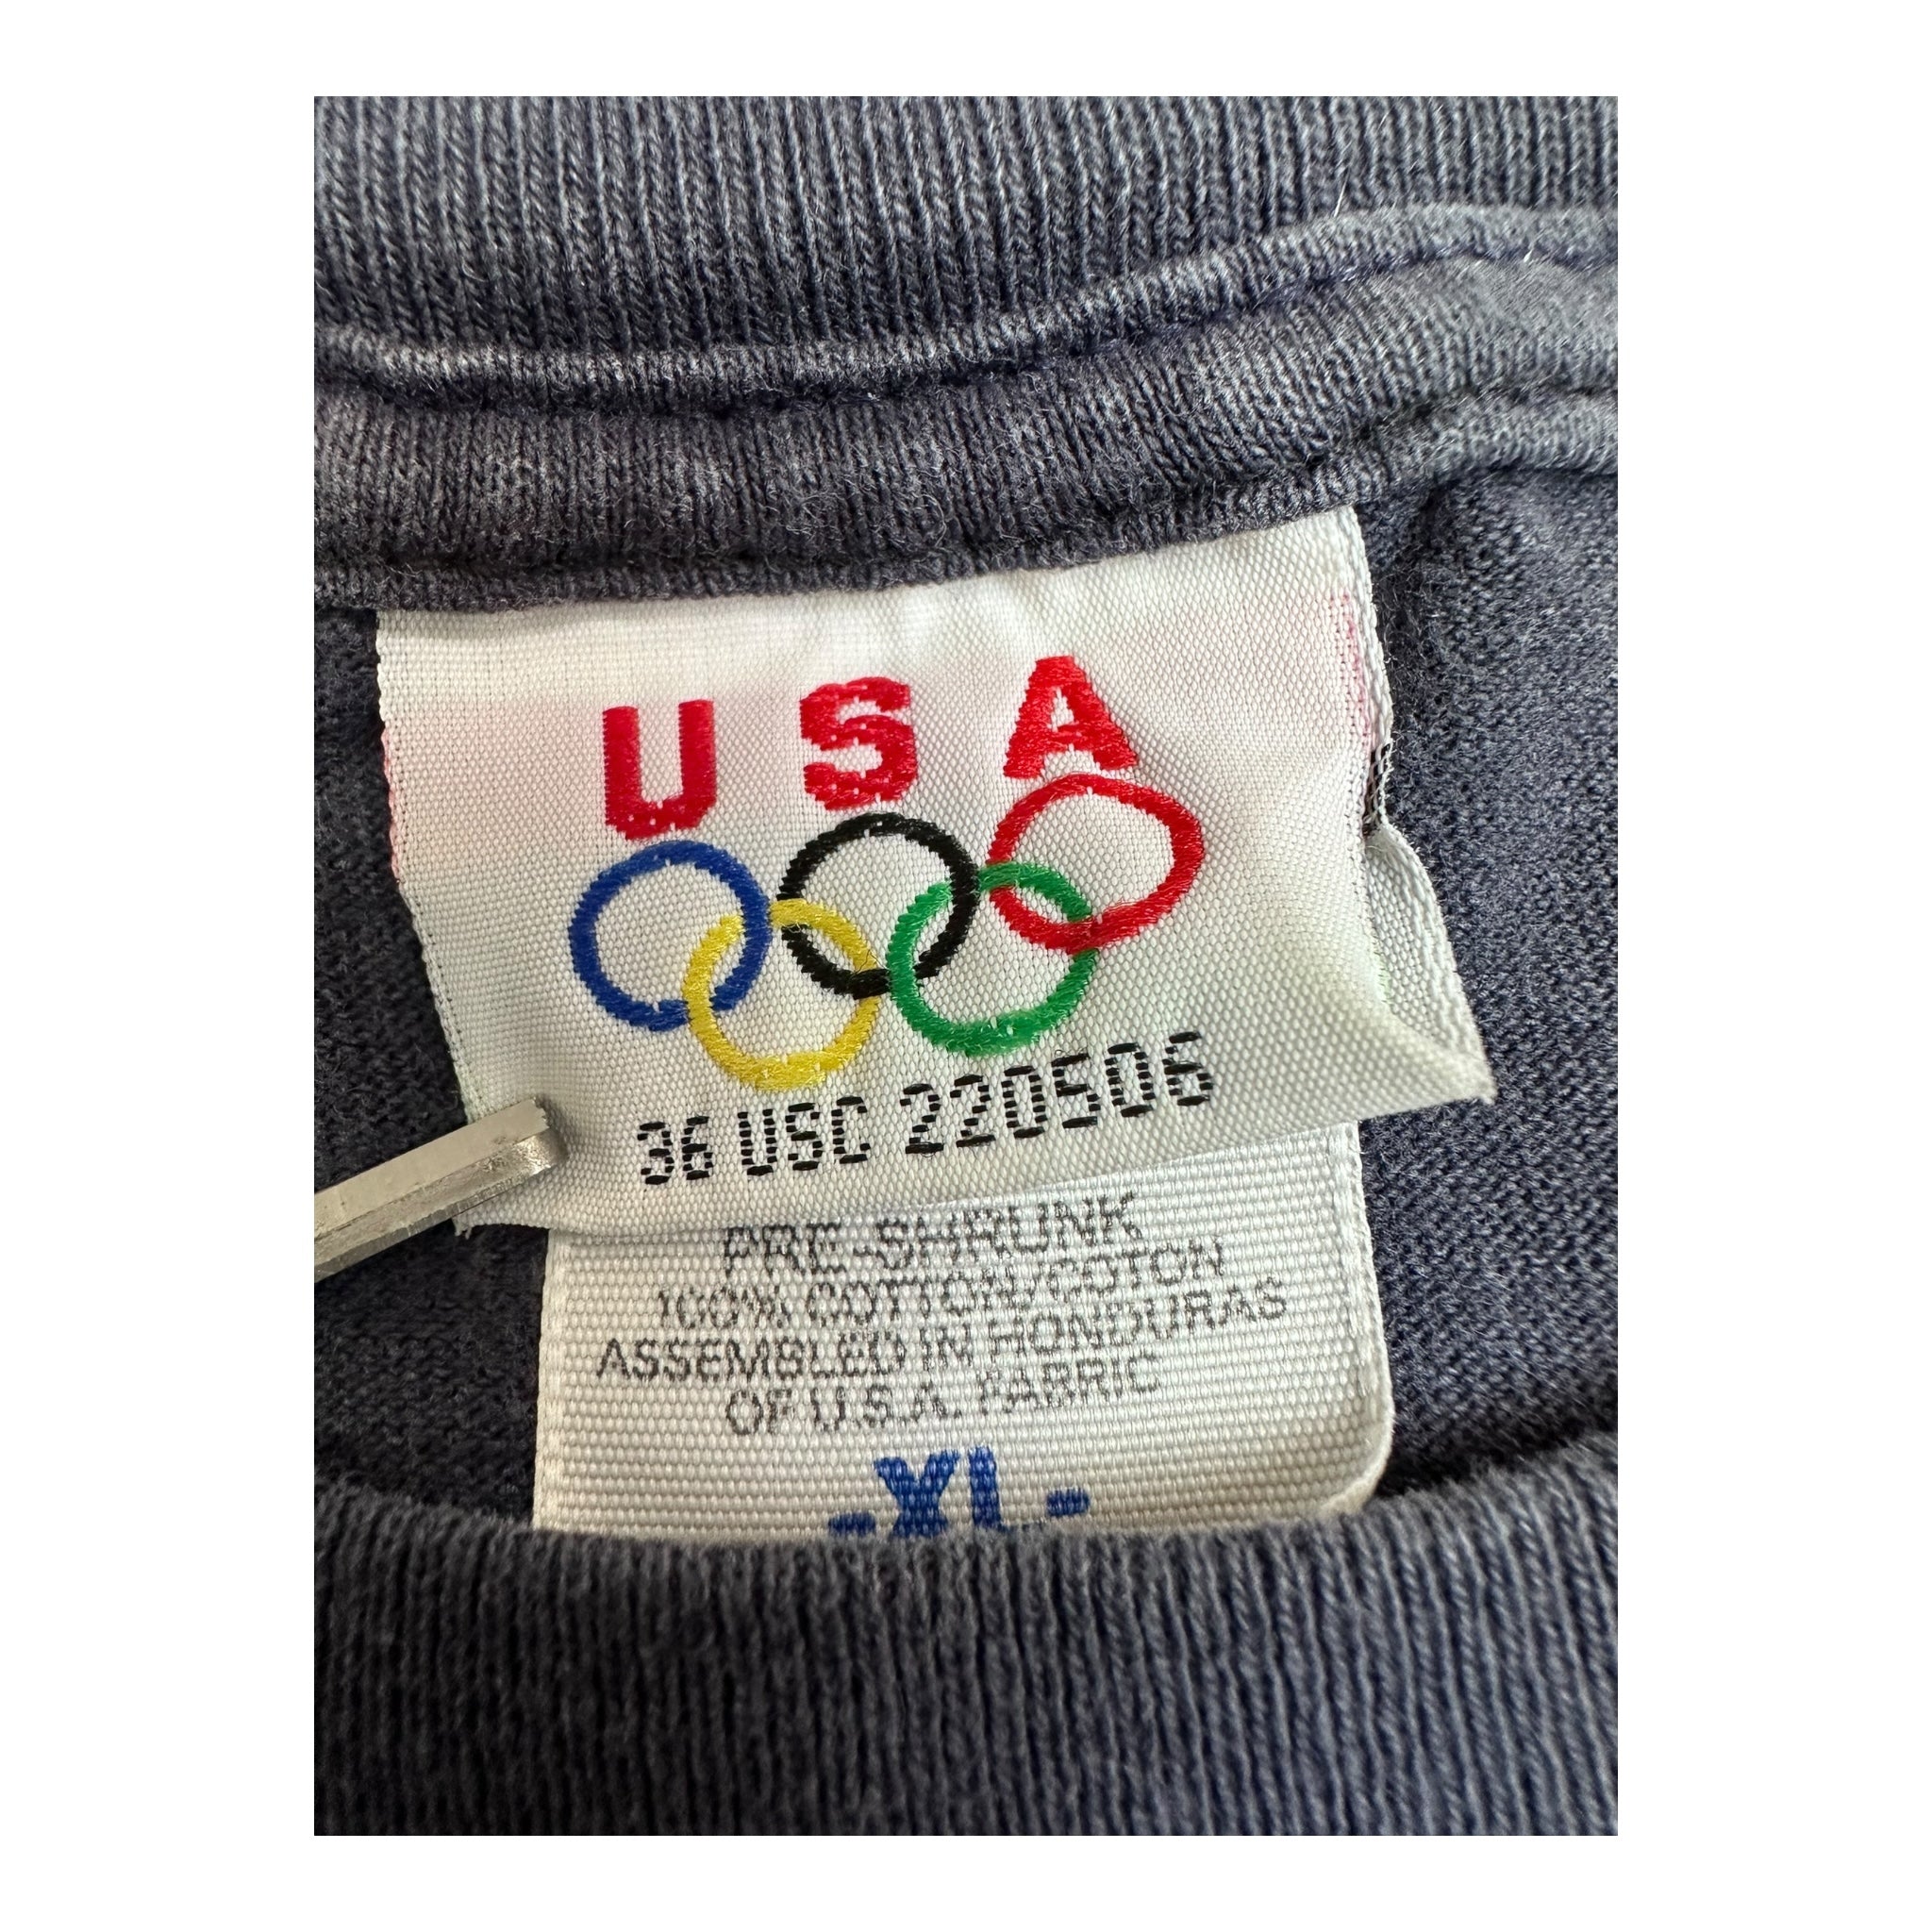 USA
36 USC 220506
PRE-SHRUNK
100% COTTON/COTON
ASSEMBLED IN HONDURAS
OF U.S.A. FABRIC
-XL-